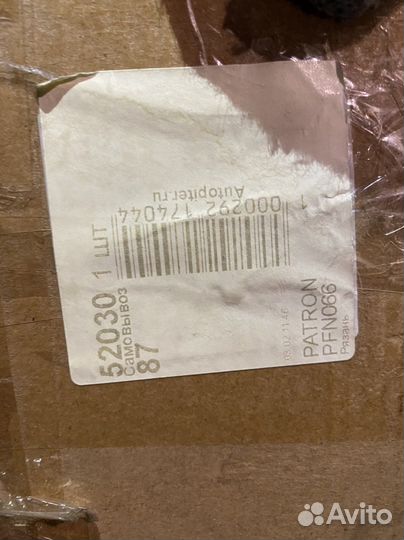 52030 1 шт
Самовывоз
87
Autopiter.ru
000292 174044
1
PATRON
PFN066
Рязань
Avito